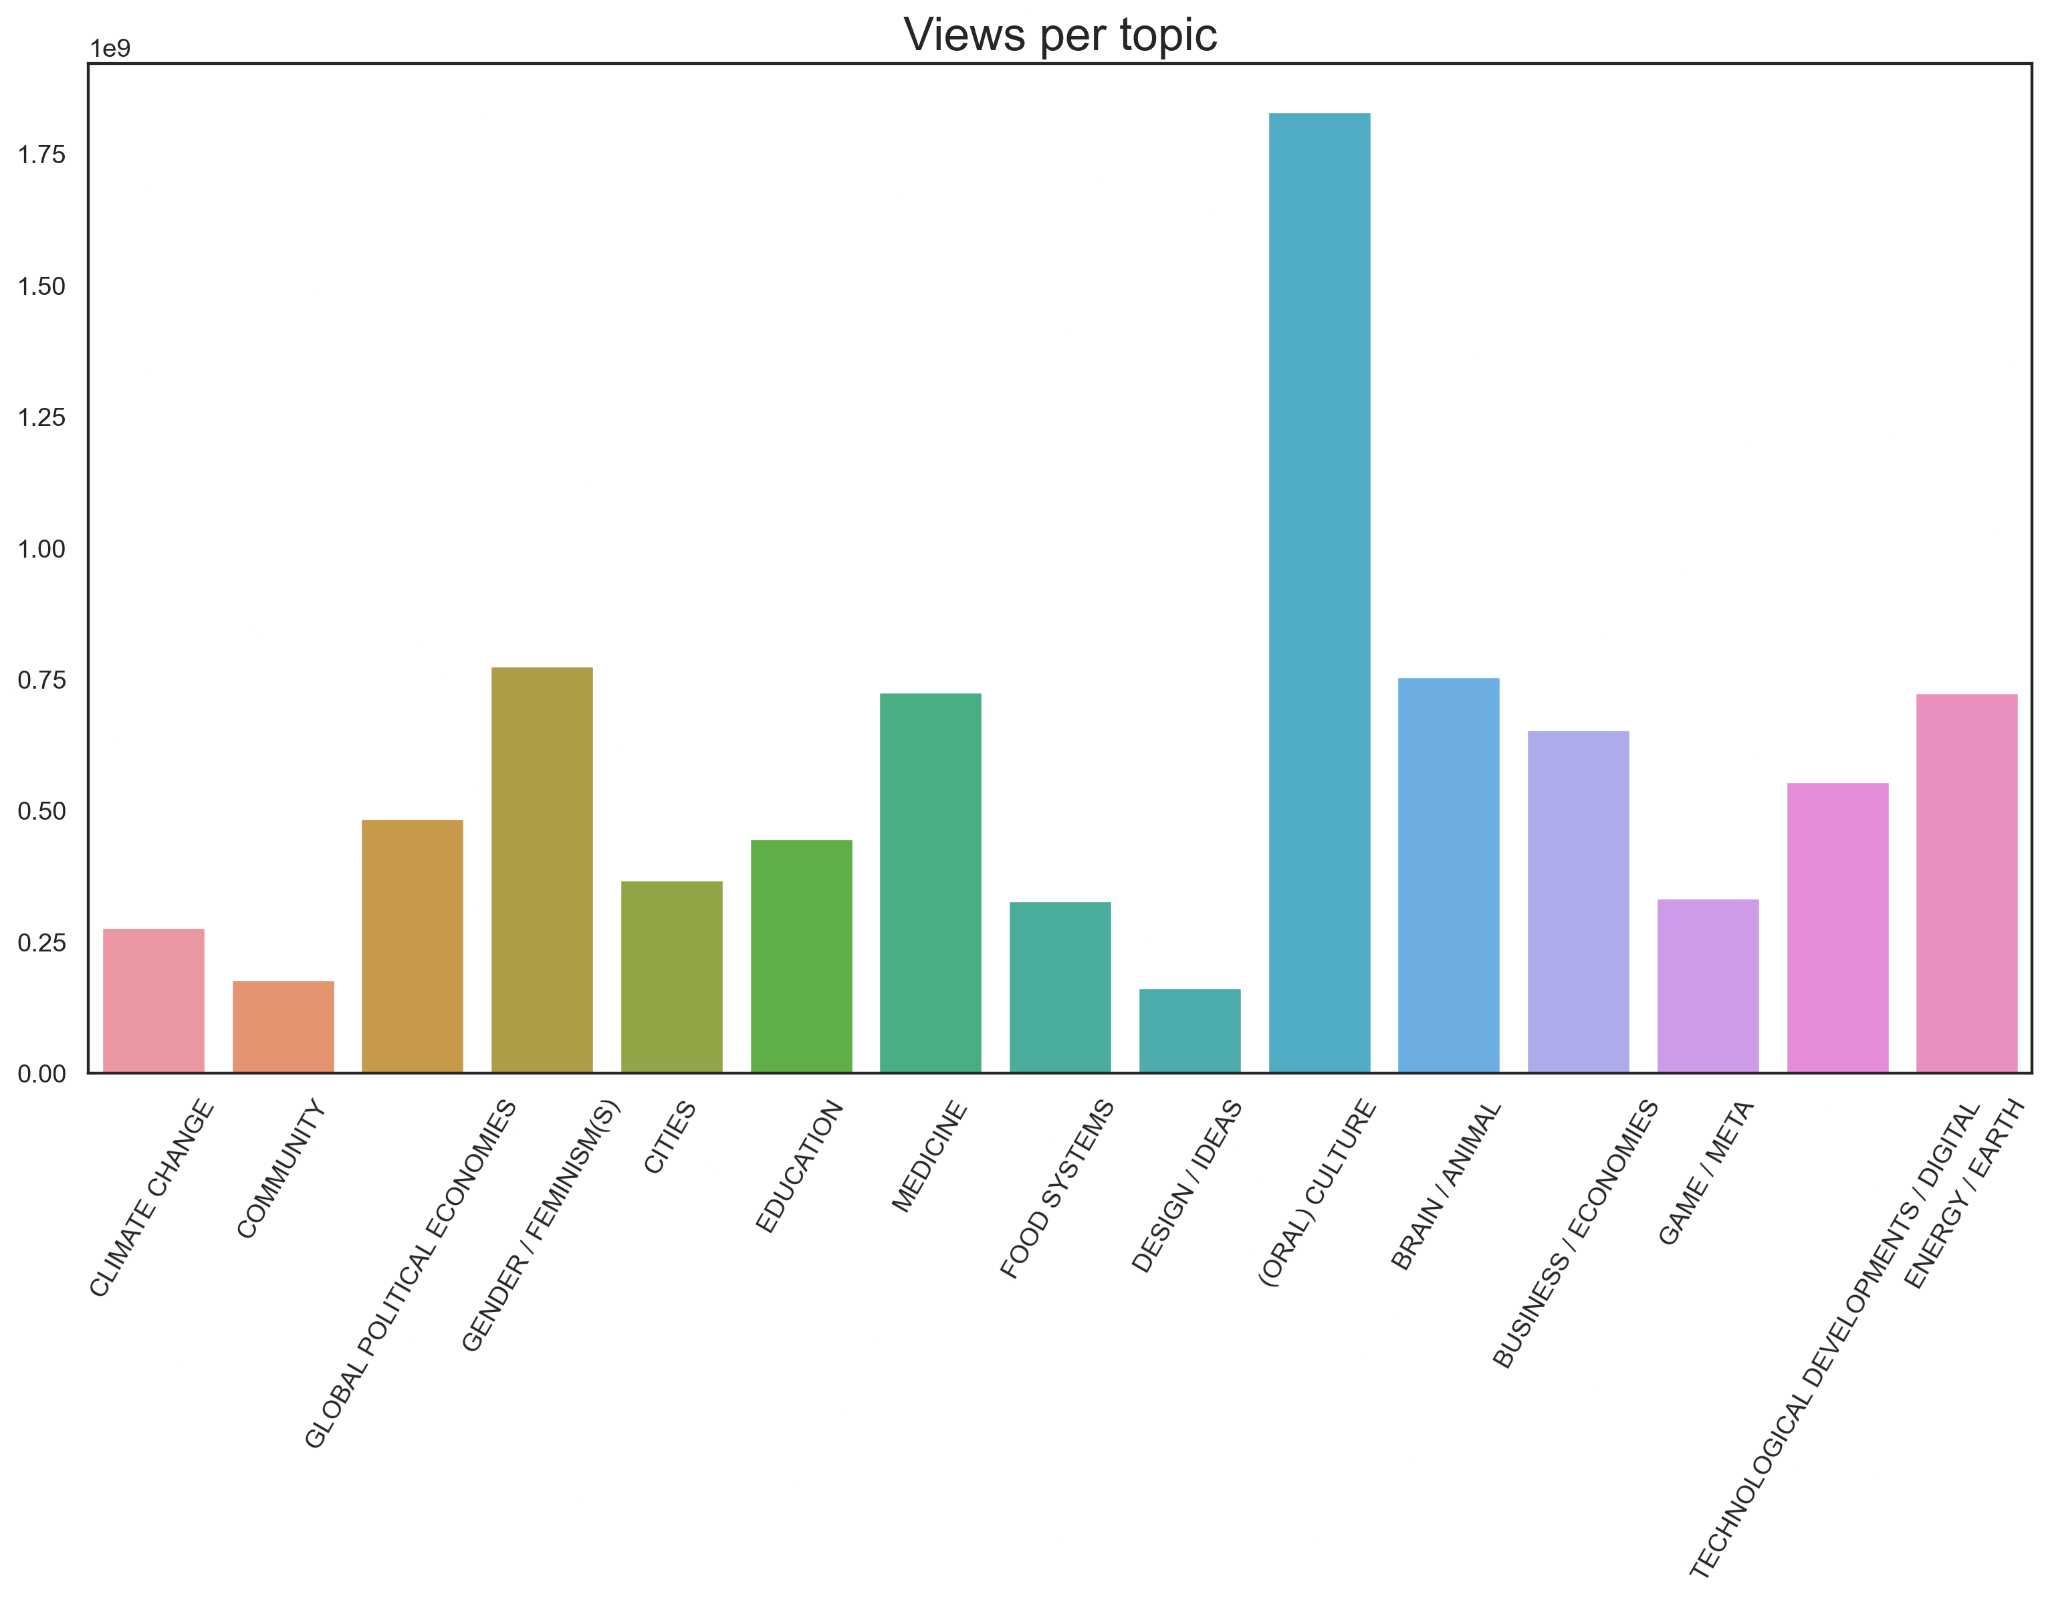 Views per topic
1e9
1.75
1.50
1.25
1.00
0.75
0.50
0.25
0.00
CLIMATE CHANGE
COMMUNITY
GLOBAL POLITICAL ECONOMIES
GENDER / FEMINISM(S)
CITIES
EDUCATION
MEDICINE
FOOD SYSTEMS
DESIGN / IDEAS
(ORAL) CULTURE
BRAIN / ANIMAL
BUSINESS / ECONOMIES
GAME / META
TECHNOLOGICAL DEVELOPMENTS / DIGITAL
ENERGY / EARTH